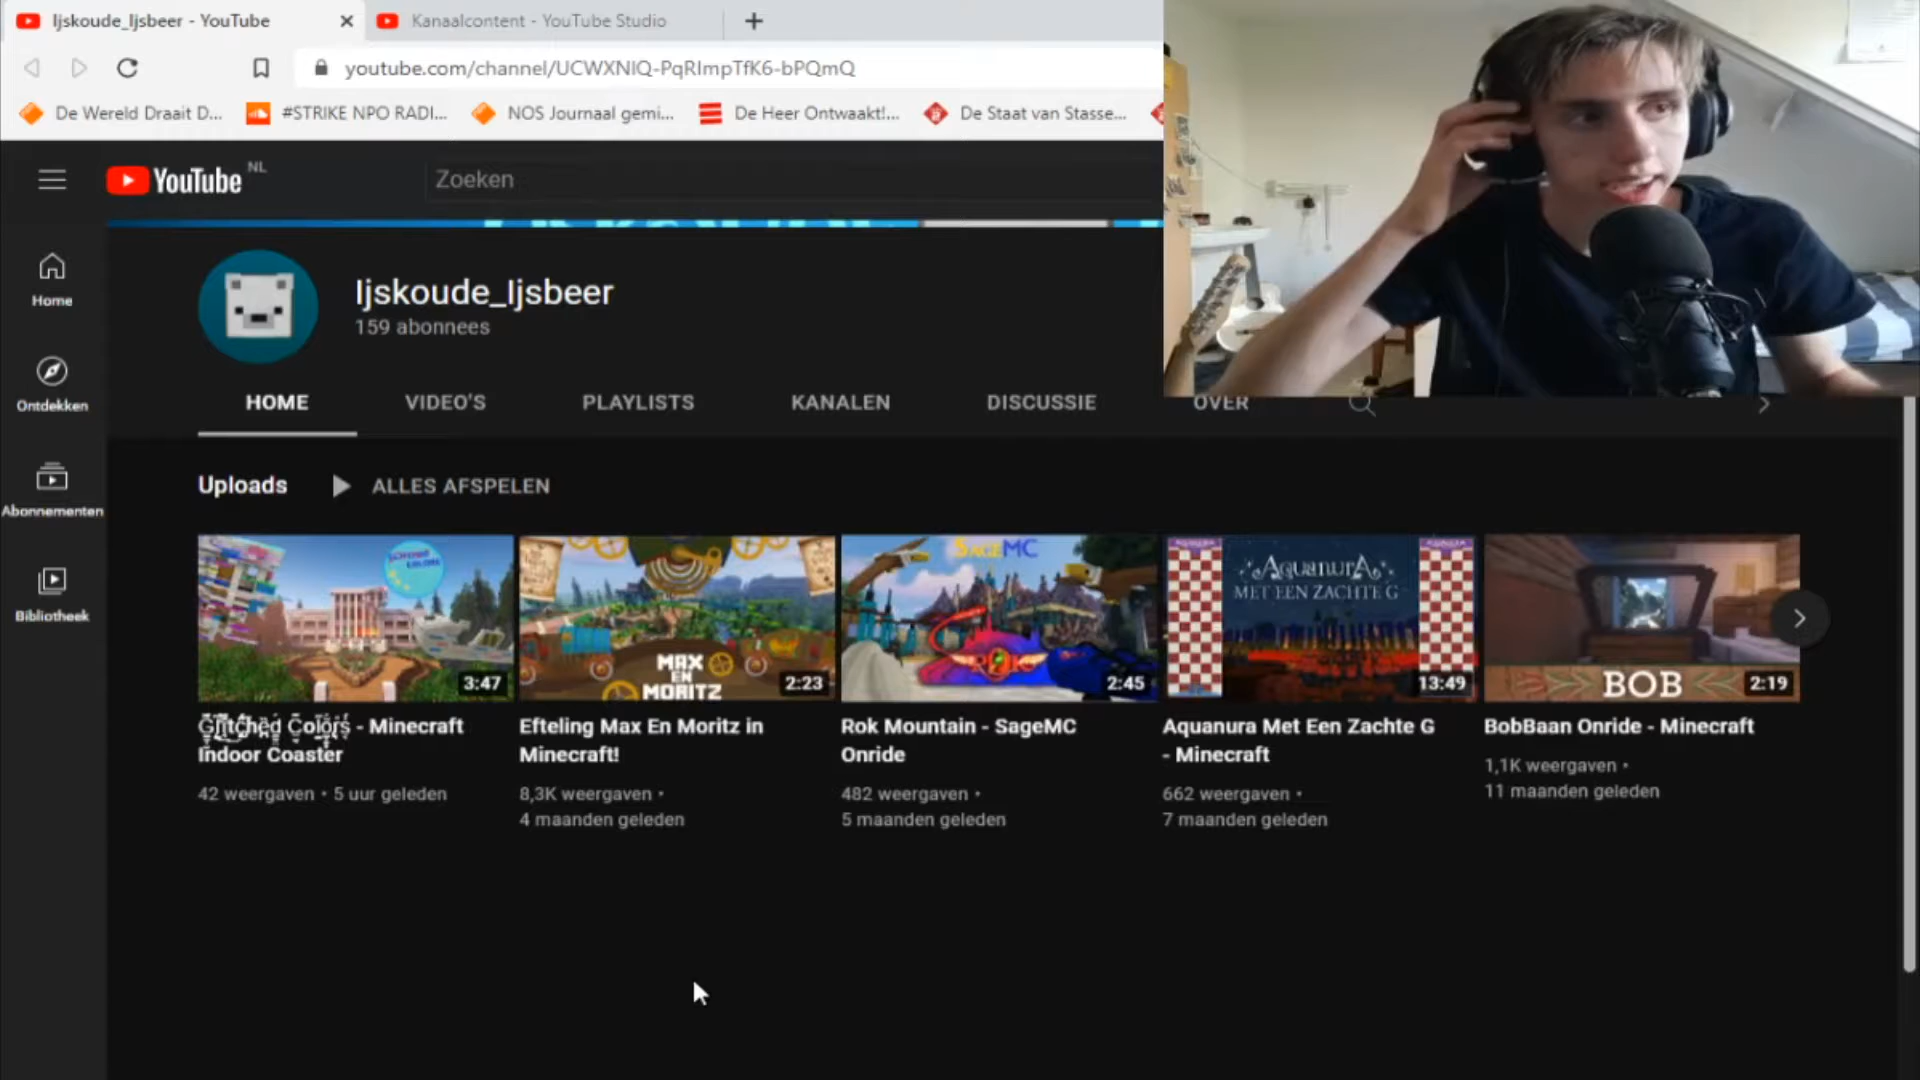 Ijskoude_Ijsbeer - YouTube
Kanaalcontent - YouTube Studio
youtube.com/channel/UCWXNlQ-PqRImpTfK6-bPQmQ
De Wereld Draait D...
#STRIKE NPO RADI...
NOS Journaal gemi...
De Heer Ontwaakt!...
De Staat van Stasse...
YouTube NL
Zoeken
Home
Ontdekken
Abonnementen
Bibliotheek
Ijskoude_Ijsbeer
159 abonnees
HOME
VIDEO'S
PLAYLISTS
KANALEN
DISCUSSIE
OVER
Uploads
ALLES AFSPELEN
3:47
MAX
EN
MORITZ
2:23
SAGEMC
ROK
2:45
AquanurA
MET EEN ZACHTE G
13:49
BOB
2:19
Glitched Colors - Minecraft
Indoor Coaster
42 weergaven • 5 uur geleden
Efteling Max En Moritz in
Minecraft!
8,3K weergaven •
4 maanden geleden
Rok Mountain - SageMC
Onride
482 weergaven •
5 maanden geleden
Aquanura Met Een Zachte G
- Minecraft
662 weergaven •
7 maanden geleden
BobBaan Onride - Minecraft
1,1K weergaven •
11 maanden geleden